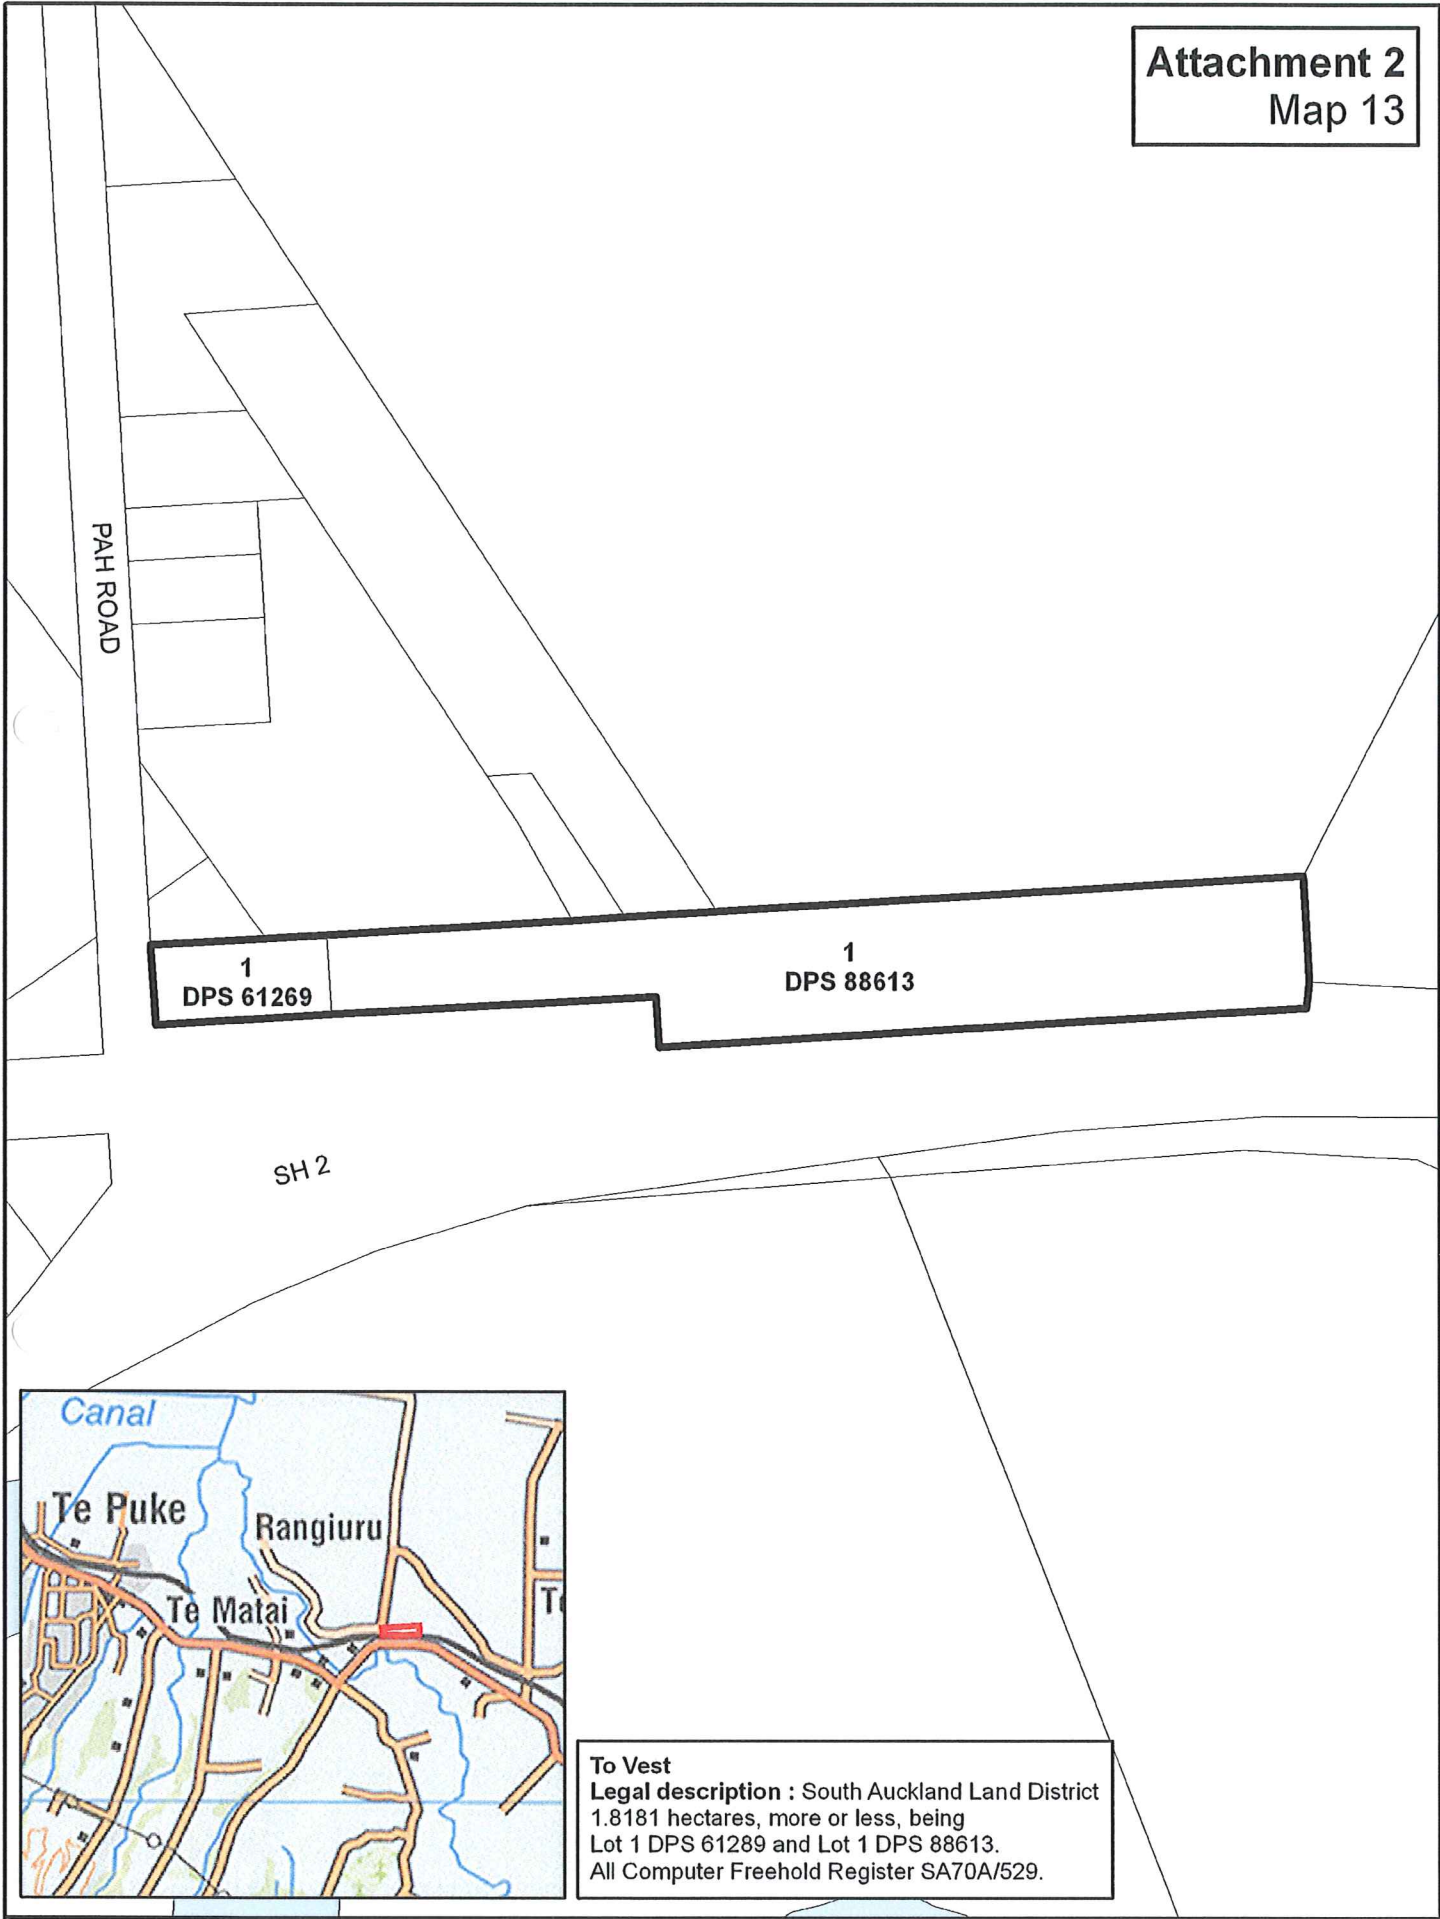 Attachment 2
Map 13
PAH ROAD
1
DPS 61269
1
DPS 88613
SH 2
Canal
Te Puke
Rangiuru
Te Matai
To Vest
Legal description : South Auckland Land District
1.8181 hectares, more or less, being
Lot 1 DPS 61289 and Lot 1 DPS 88613.
All Computer Freehold Register SA70A/529.